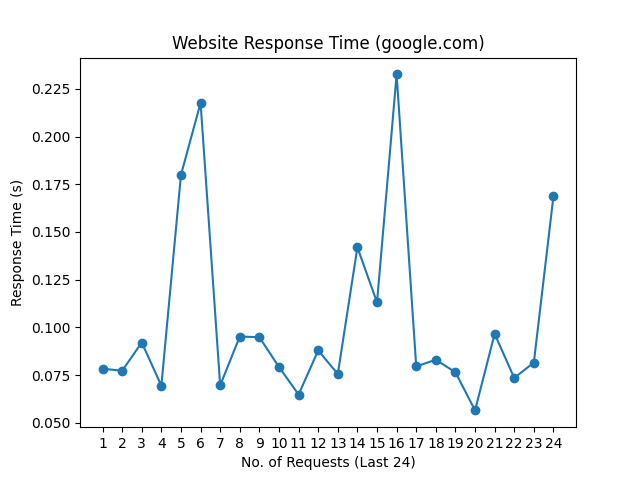 Website Response Time (google.com)
Response Time (s)
0.225
0.200
0.175
0.150
0.125
0.100
0.075
0.050
1 2 3 4 5 6 7 8 9 10 11 12 13 14 15 16 17 18 19 20 21 22 23 24
No. of Requests (Last 24)